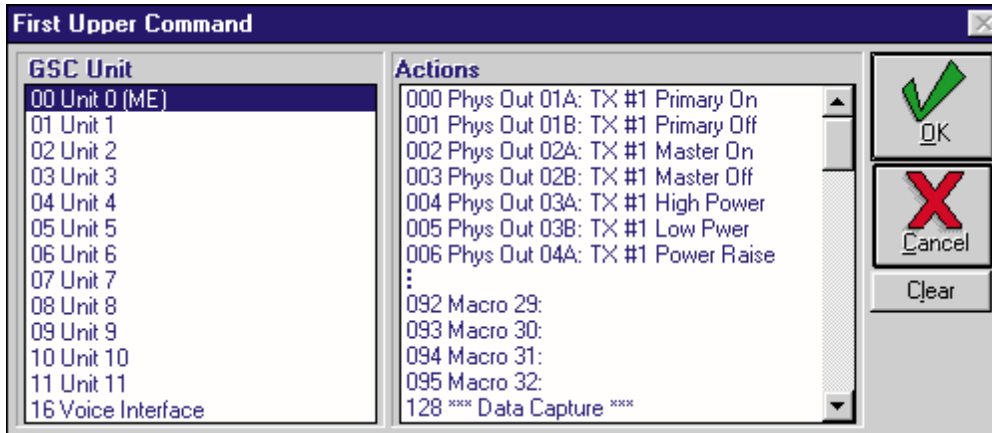 First Upper Command
GSC Unit
00 Unit 0 (ME)
01 Unit 1
02 Unit 2
03 Unit 3
04 Unit 4
05 Unit 5
06 Unit 6
07 Unit 7
08 Unit 8
09 Unit 9
10 Unit 10
11 Unit 11
16 Voice Interface
Actions
000 Phys Out 01A: TX #1 Primary On
001 Phys Out 01B: TX #1 Primary Off
002 Phys Out 02A: TX #1 Master On
003 Phys Out 02B: TX #1 Master Off
004 Phys Out 03A: TX #1 High Power
005 Phys Out 03B: TX #1 Low Pwer
006 Phys Out 04A: TX #1 Power Raise
⋮
092 Macro 29:
093 Macro 30:
094 Macro 31:
095 Macro 32:
128 *** Data Capture ***
OK
Cancel
Clear